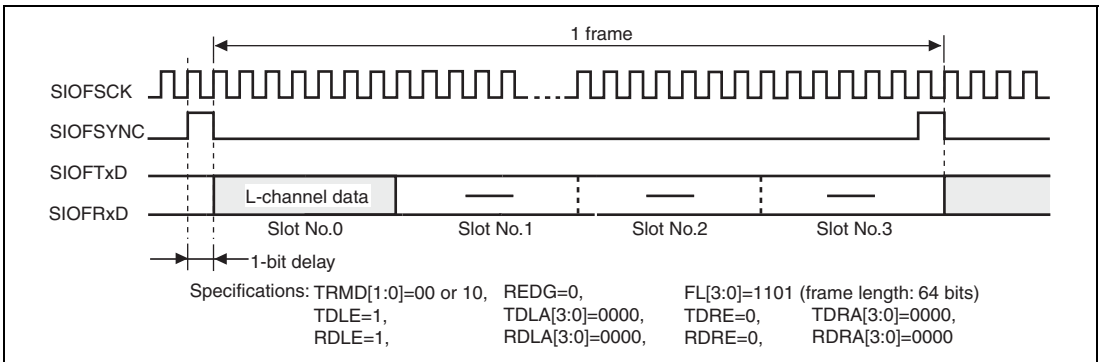 1 frame
SIOFSCK
SIOFSYNC
SIOFTxD
L-channel data
SIOFRxD
Slot No.0 Slot No.1 Slot No.2 Slot No.3
1-bit delay
Specifications: TRMD[1:0]=00 or 10, REDG=0, FL[3:0]=1101 (frame length: 64 bits)
TDLE=1, TDLA[3:0]=0000, TDRE=0, TDRA[3:0]=0000,
RDLE=1, RDLA[3:0]=0000, RDRE=0, RDRA[3:0]=0000